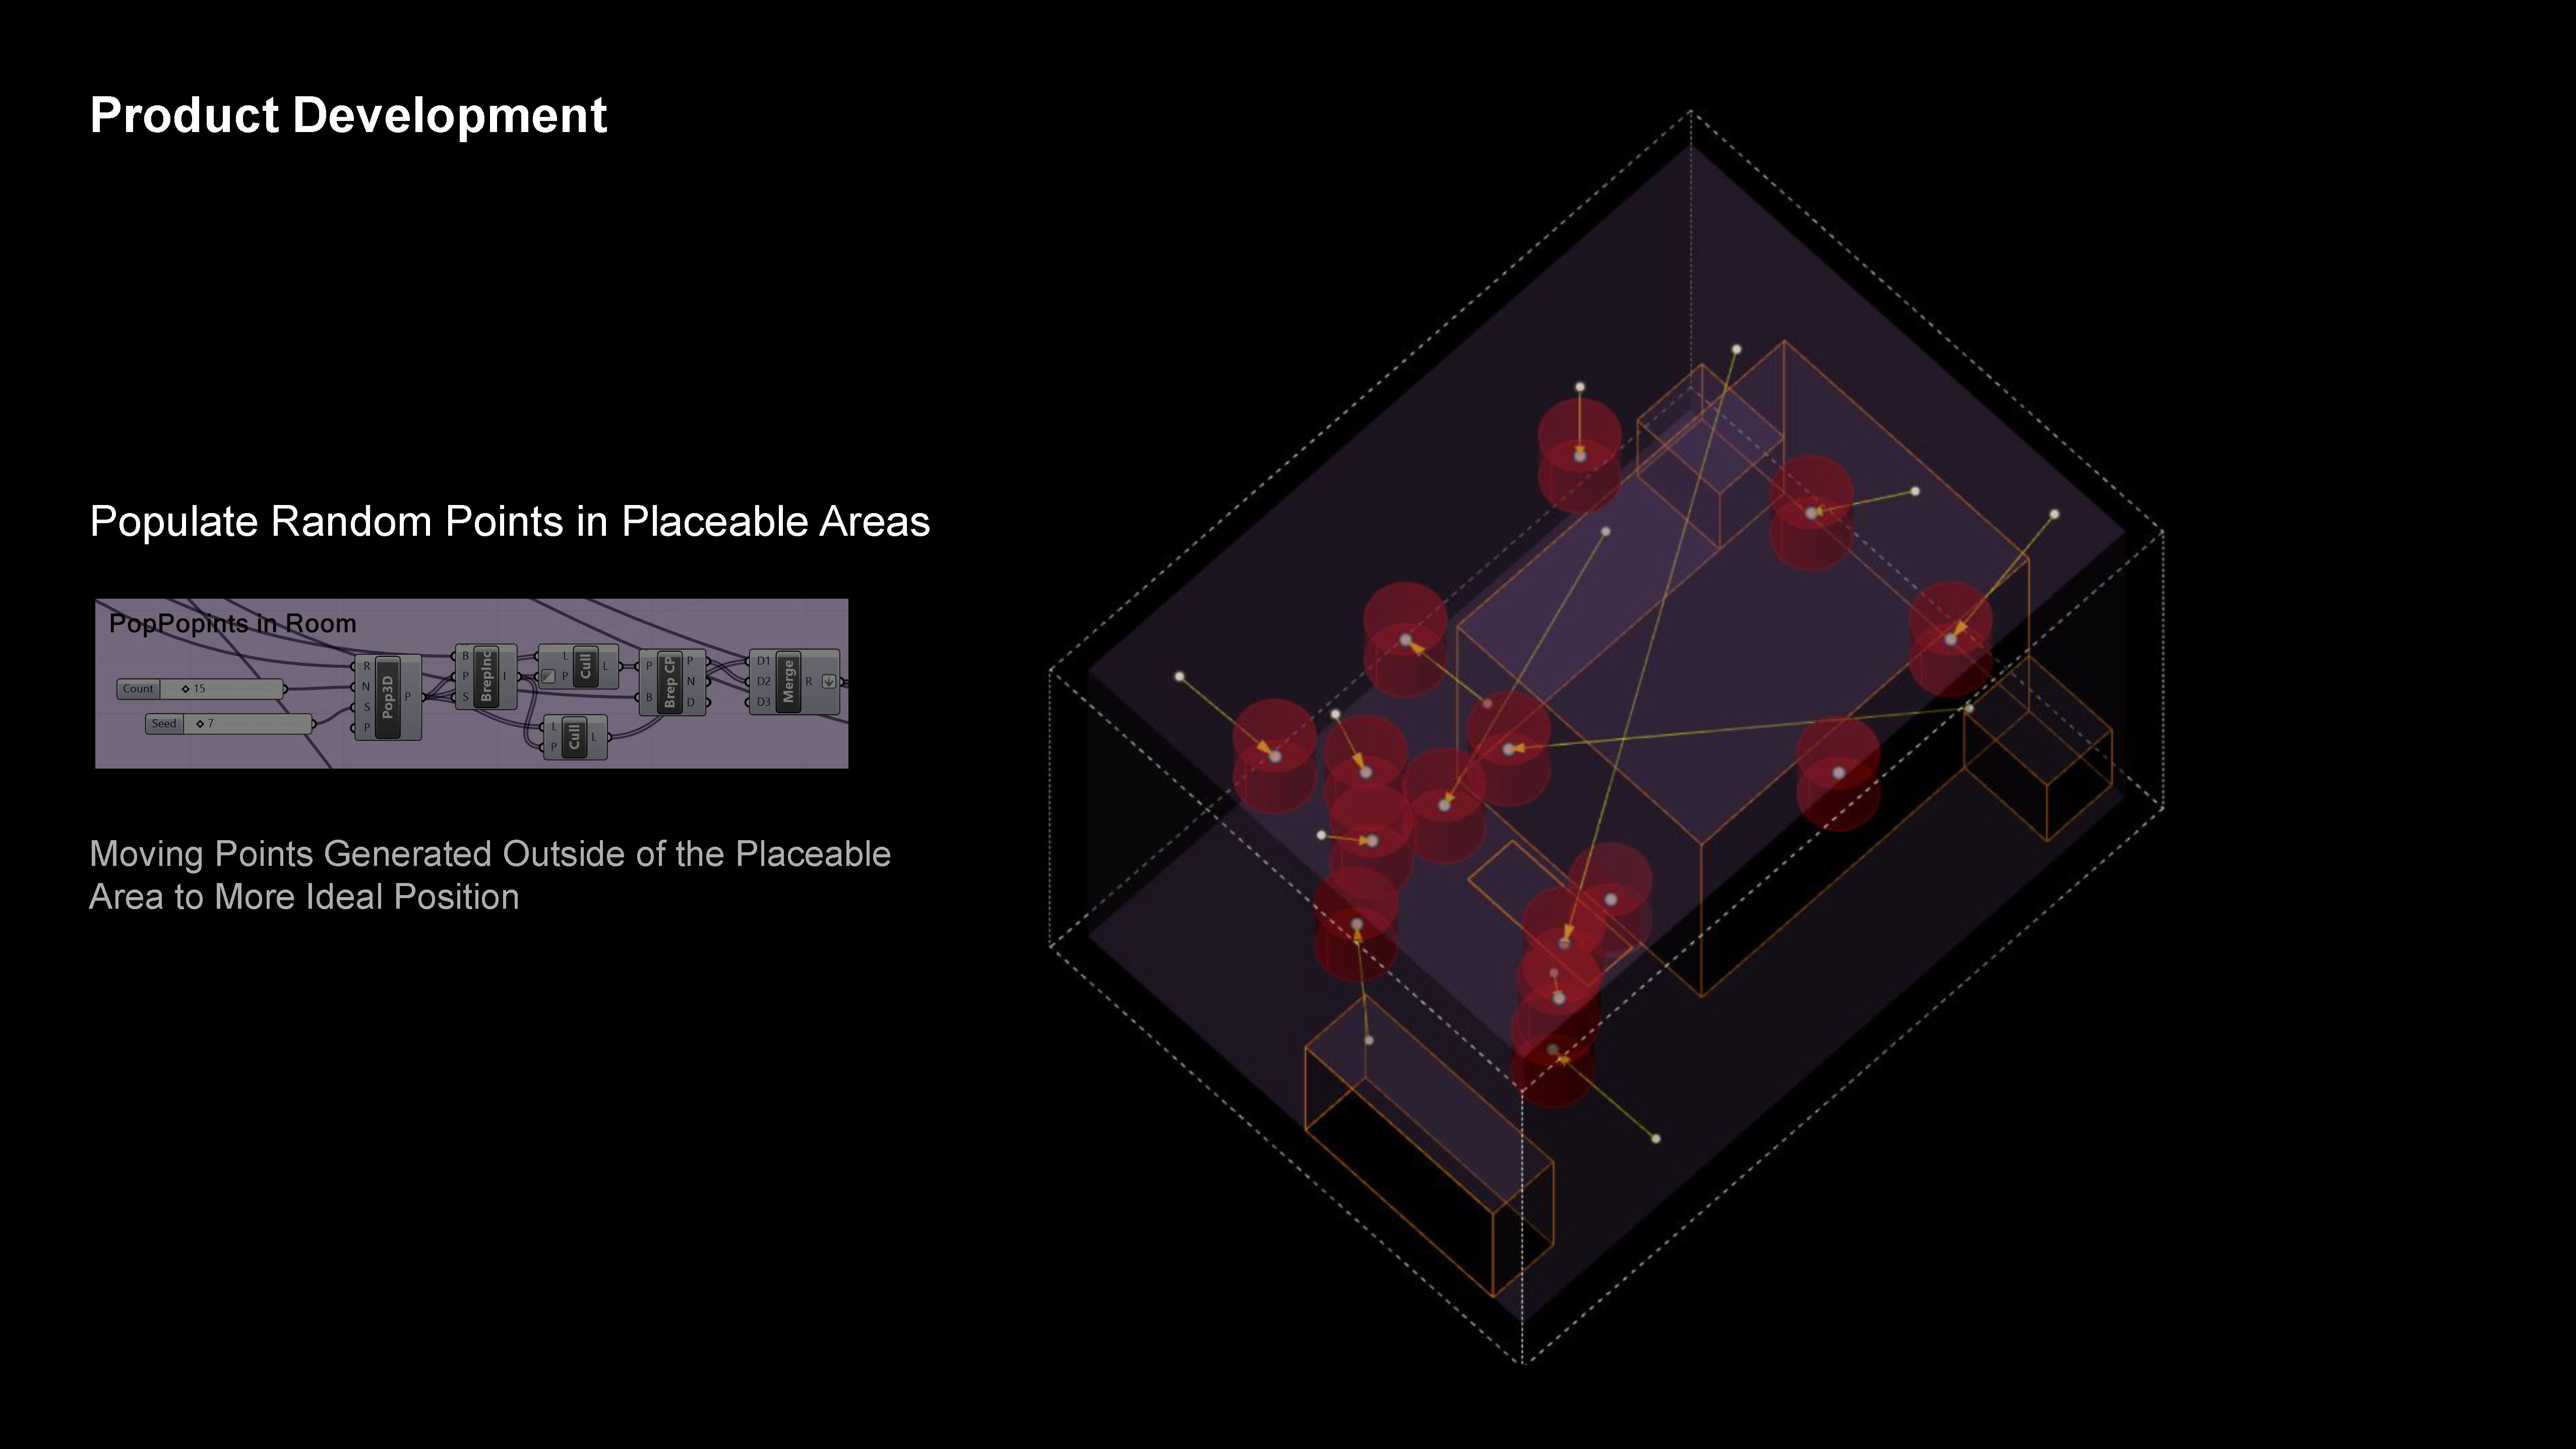 Product Development
Populate Random Points in Placeable Areas
PopPopints in Room
Count 15
Seed 7
R
N
S
P
Pop3D
P
B
P
S
BrepInc
I
L
P
Cull
L
L
P
Cull
L
P
B
Brep CP
P
N
D
D1
D2
D3
Merge
R
Moving Points Generated Outside of the Placeable
Area to More Ideal Position